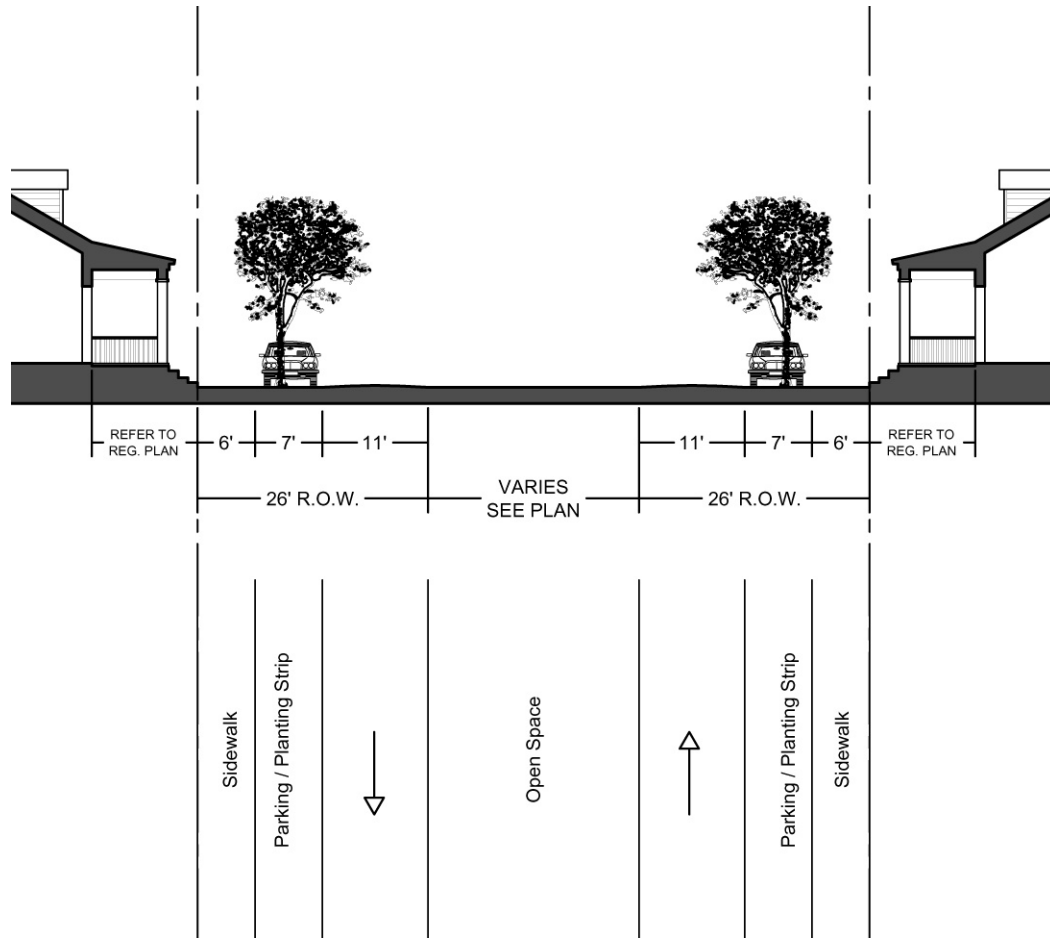 REFER TO
REG. PLAN
6'
7'
11'
11'
7'
6'
REFER TO
REG. PLAN
26' R.O.W.
VARIES
SEE PLAN
26' R.O.W.
Sidewalk
Parking / Planting Strip
Open Space
Parking / Planting Strip
Sidewalk